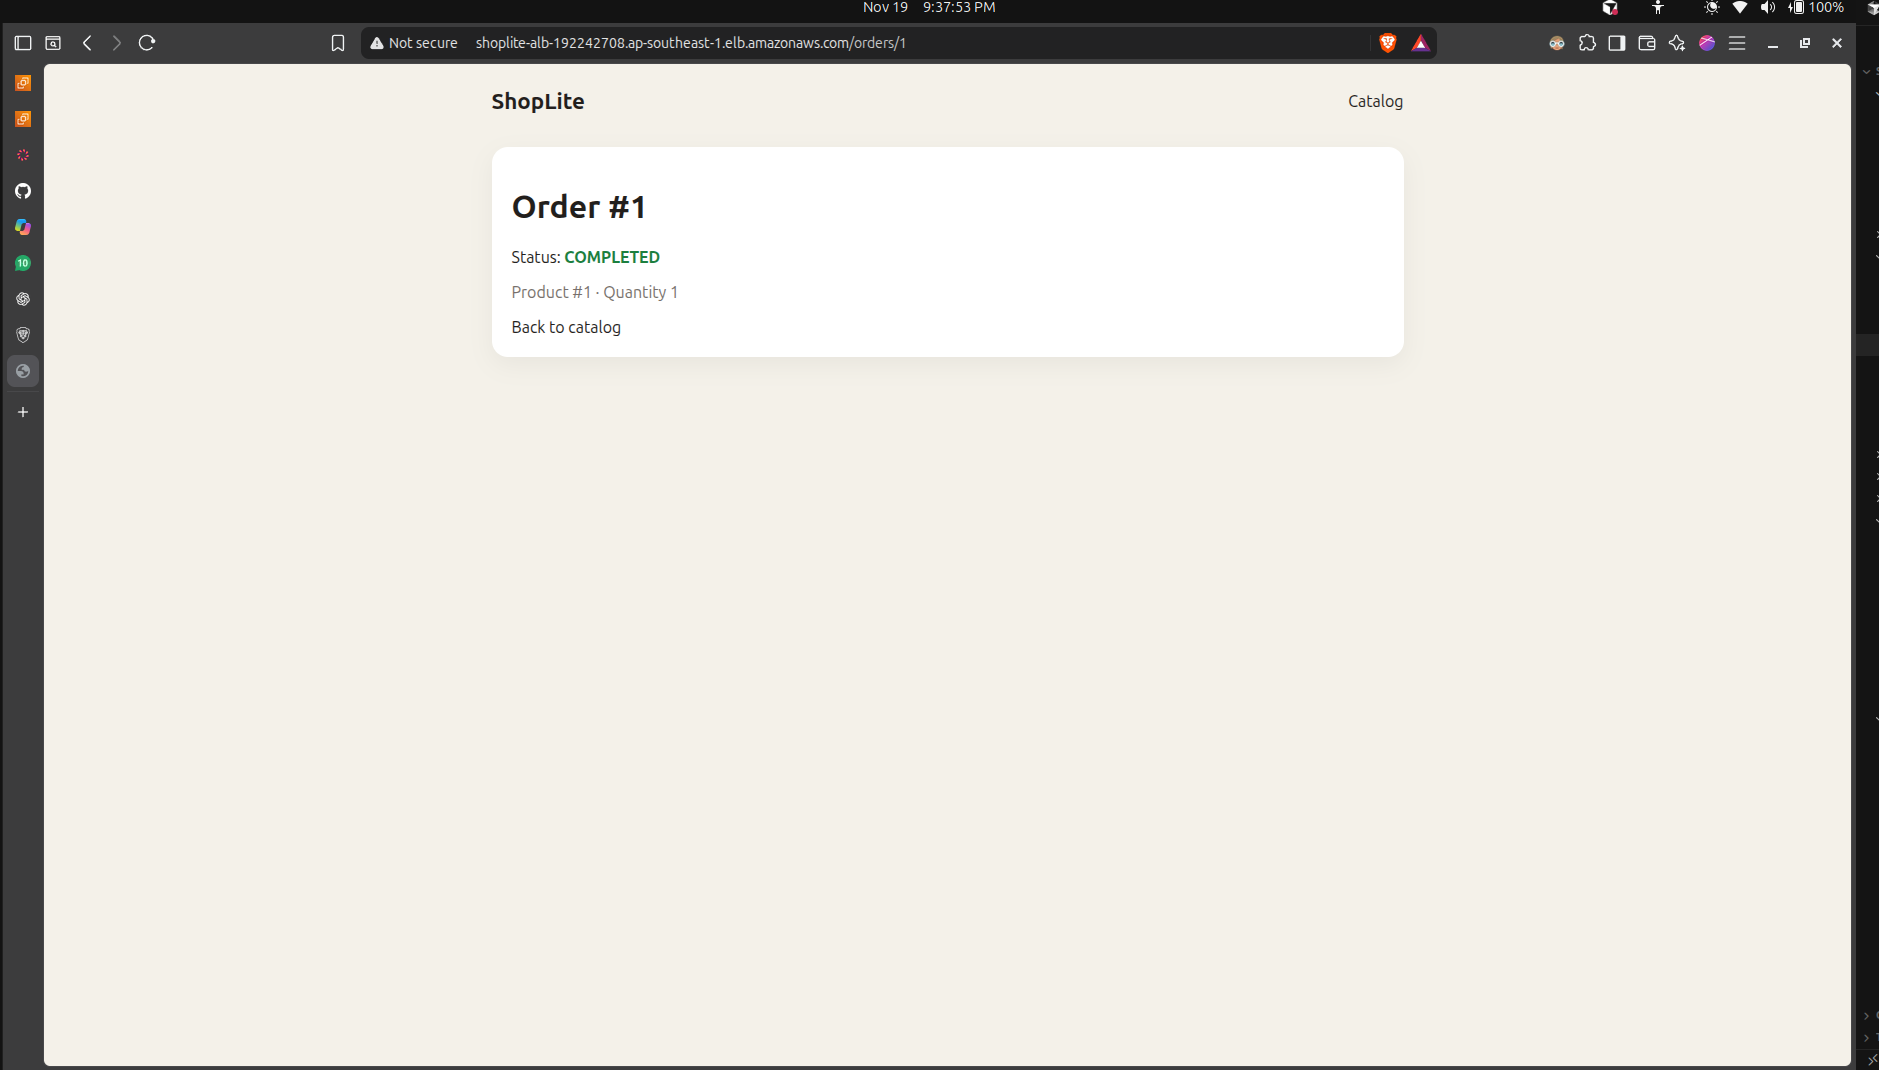 Nov 19 9:37:53 PM
100%
Not secure shoplite-alb-192242708.ap-southeast-1.elb.amazonaws.com/orders/1
10
ShopLite
Catalog
Order #1
Status: COMPLETED
Product #1 · Quantity 1
Back to catalog